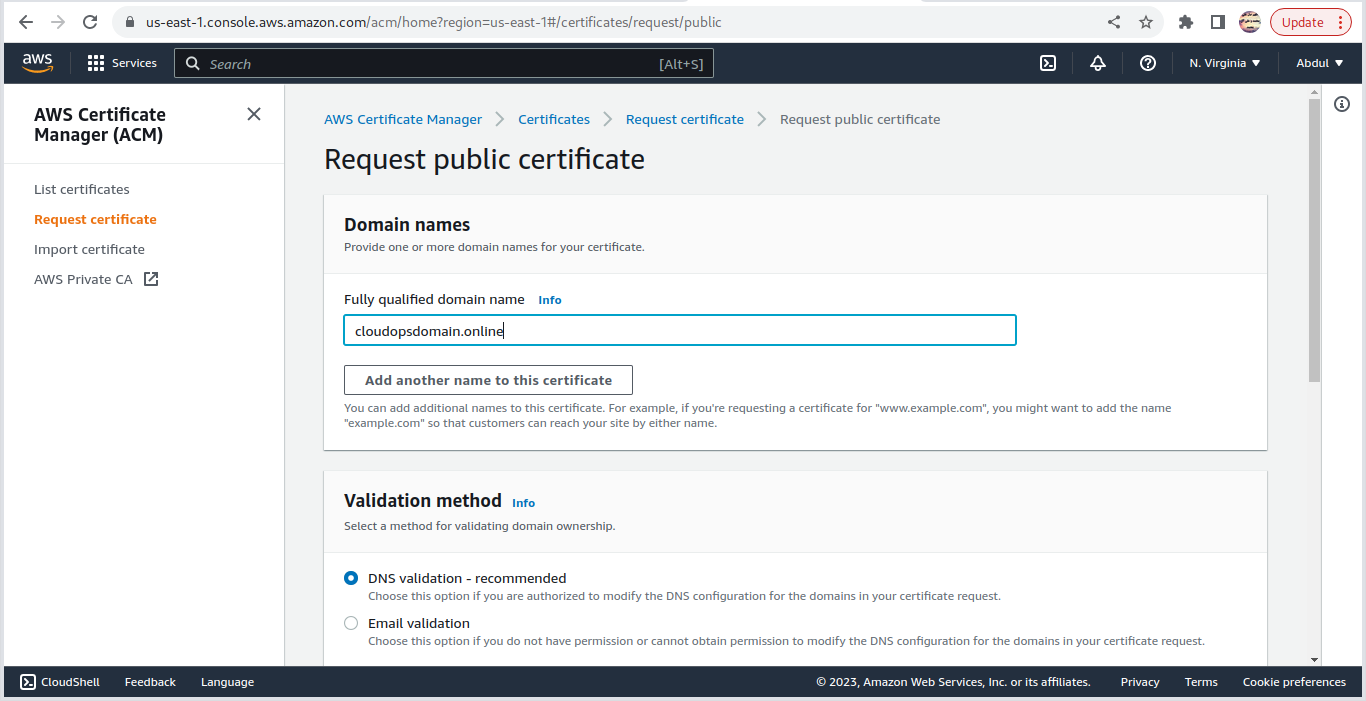 us-east-1.console.aws.amazon.com/acm/home?region=us-east-1#/certificates/request/public
Update
aws
Services
Search
[Alt+S]
N. Virginia
Abdul
AWS Certificate
Manager (ACM)
List certificates
Request certificate
Import certificate
AWS Private CA
AWS Certificate Manager
Certificates
Request certificate
Request public certificate
Request public certificate
Domain names
Provide one or more domain names for your certificate.
Fully qualified domain name Info
cloudopsdomain.online
Add another name to this certificate
You can add additional names to this certificate. For example, if you're requesting a certificate for "www.example.com", you might want to add the name
"example.com" so that customers can reach your site by either name.
Validation method Info
Select a method for validating domain ownership.
DNS validation - recommended
Choose this option if you are authorized to modify the DNS configuration for the domains in your certificate request.
Email validation
Choose this option if you do not have permission or cannot obtain permission to modify the DNS configuration for the domains in your certificate request.
CloudShell
Feedback
Language
© 2023, Amazon Web Services, Inc. or its affiliates.
Privacy
Terms
Cookie preferences